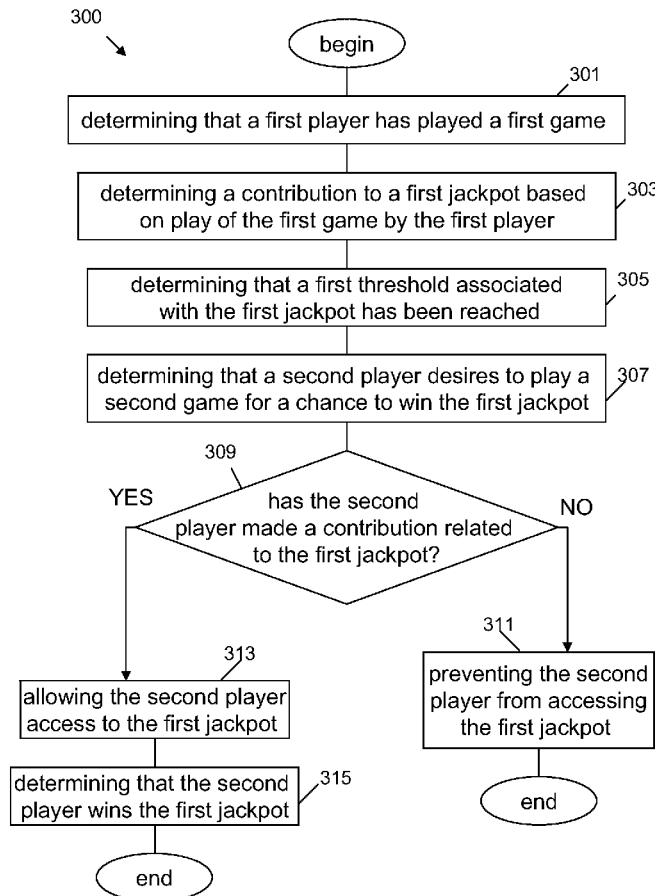 300
begin
301
determining that a first player has played a first game
determining a contribution to a first jackpot based
on play of the first game by the first player
303
determining that a first threshold associated
with the first jackpot has been reached
305
determining that a second player desires to play a
second game for a chance to win the first jackpot
307
309
YES
has the second
player made a contribution related
to the first jackpot?
NO
313
allowing the second player
access to the first jackpot
311
preventing the second
player from accessing
the first jackpot
determining that the second
player wins the first jackpot
315
end
end